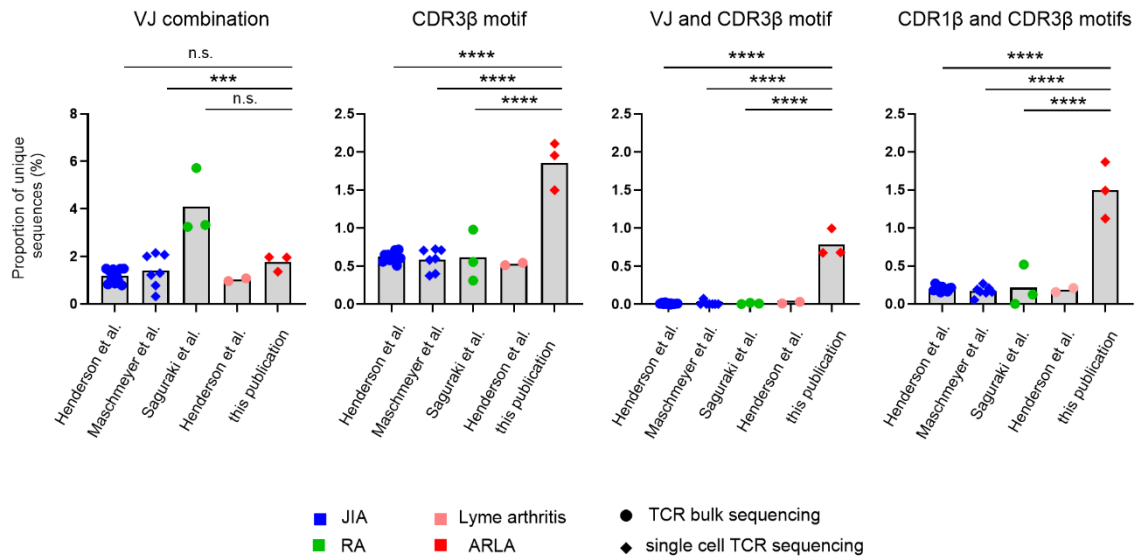 VJ combination
CDR3β motif
VJ and CDR3β motif
CDR1β and CDR3β motifs
n.s.
***
n.s.
****
****
****
****
****
****
****
****
****
Proportion of unique
sequences (%)
8
6
4
2
0
2.5
2.0
1.5
1.0
0.5
0.0
2.5
2.0
1.5
1.0
0.5
0.0
2.5
2.0
1.5
1.0
0.5
0.0
Henderson et al.
Maschmeyer et al.
Saguraki et al.
Henderson et al.
this publication
Henderson et al.
Maschmeyer et al.
Saguraki et al.
Henderson et al.
this publication
Henderson et al.
Maschmeyer et al.
Saguraki et al.
Henderson et al.
this publication
Henderson et al.
Maschmeyer et al.
Saguraki et al.
Henderson et al.
this publication
JIA
Lyme arthritis
TCR bulk sequencing
RA
ARLA
single cell TCR sequencing